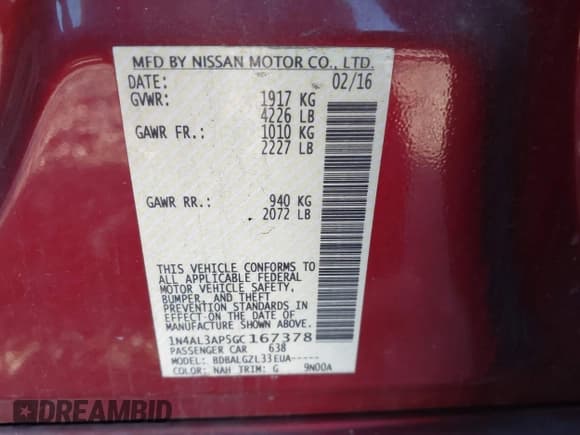 MFD BY NISSAN MOTOR CO., LTD.
DATE: 02/16
GVWR: 1917 KG
4226 LB
GAWR FR.: 1010 KG
2227 LB
GAWR RR.: 940 KG
2072 LB
THIS VEHICLE CONFORMS TO
ALL APPLICABLE FEDERAL
MOTOR VEHICLE SAFETY,
BUMPER, AND THEFT
PREVENTION STANDARDS IN
EFFECT ON THE DATE OF
MANUFACTURE SHOWN ABOVE.
1N4AL3AP5GC167378
PASSENGER CAR 638
MODEL: BDBALGZL33EUA-----
COLOR: NAH TRIM: G 9N00A
DREAMBID